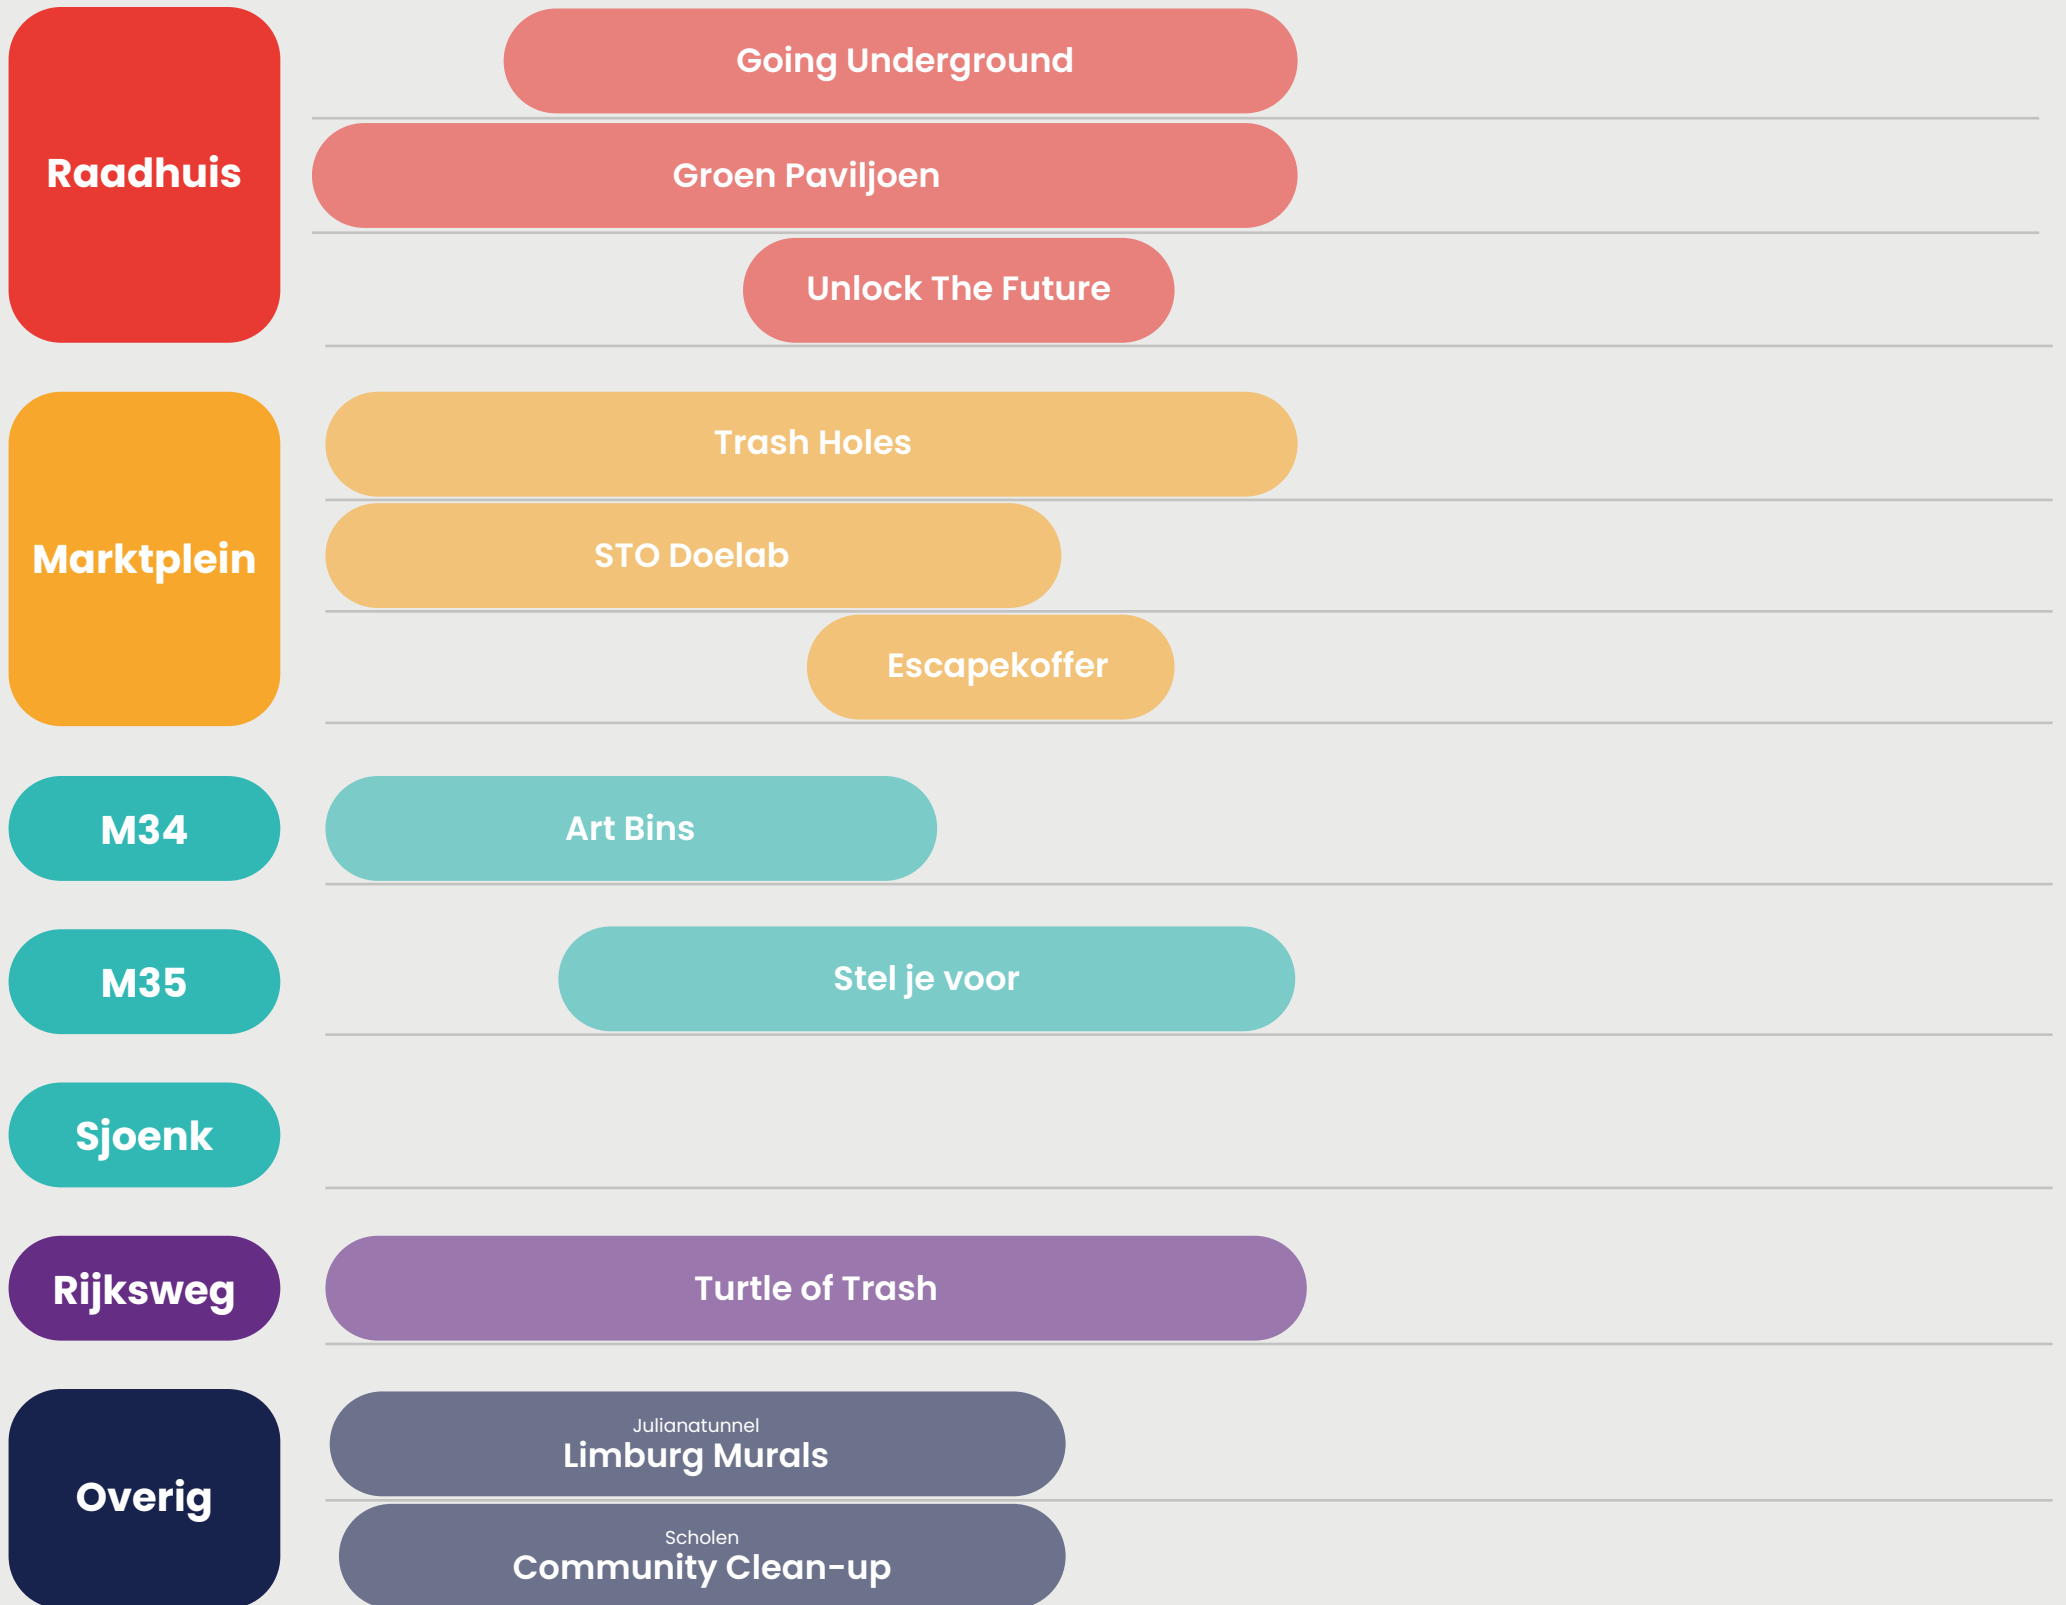 Raadhuis
Going Underground
Groen Paviljoen
Unlock The Future
Marktplein
Trash Holes
STO Doelab
Escapekoffer
M34
Art Bins
M35
Stel je voor
Sjoenk
Rijksweg
Turtle of Trash
Overig
Julianatunnel
Limburg Murals
Scholen
Community Clean-up